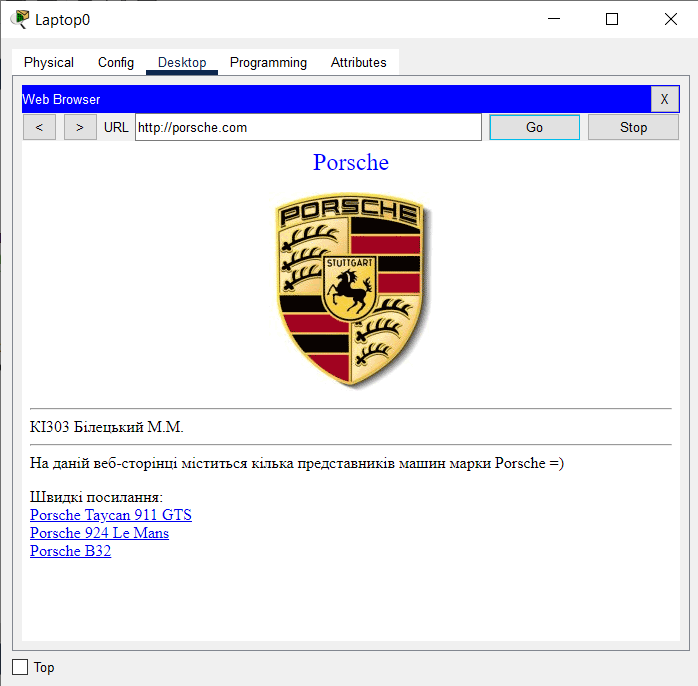 Laptop0
Physical Config Desktop Programming Attributes
Web Browser X
< > URL http://porsche.com Go Stop
Porsche
PORSCHE
STUTTGART
КІ303 Білецький М.М.
На даній веб-сторінці міститься кілька представників машин марки Porsche =)
Швидкі посилання:
Porsche Taycan 911 GTS
Porsche 924 Le Mans
Porsche B32
Top